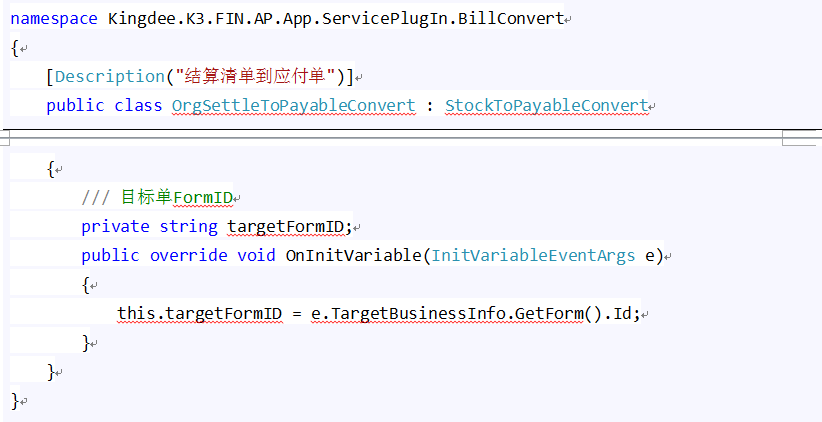 namespace Kingdee.K3.FIN.AP.App.ServicePlugIn.BillConvert
{
[Description("结算清单到应付单")]
public class OrgSettleToPayableConvert : StockToPayableConvert
{
/// 目标单FormID
private string targetFormID;
public override void OnInitVariable(InitVariableEventArgs e)
{
this.targetFormID = e.TargetBusinessInfo.GetForm().Id;
}
}
}